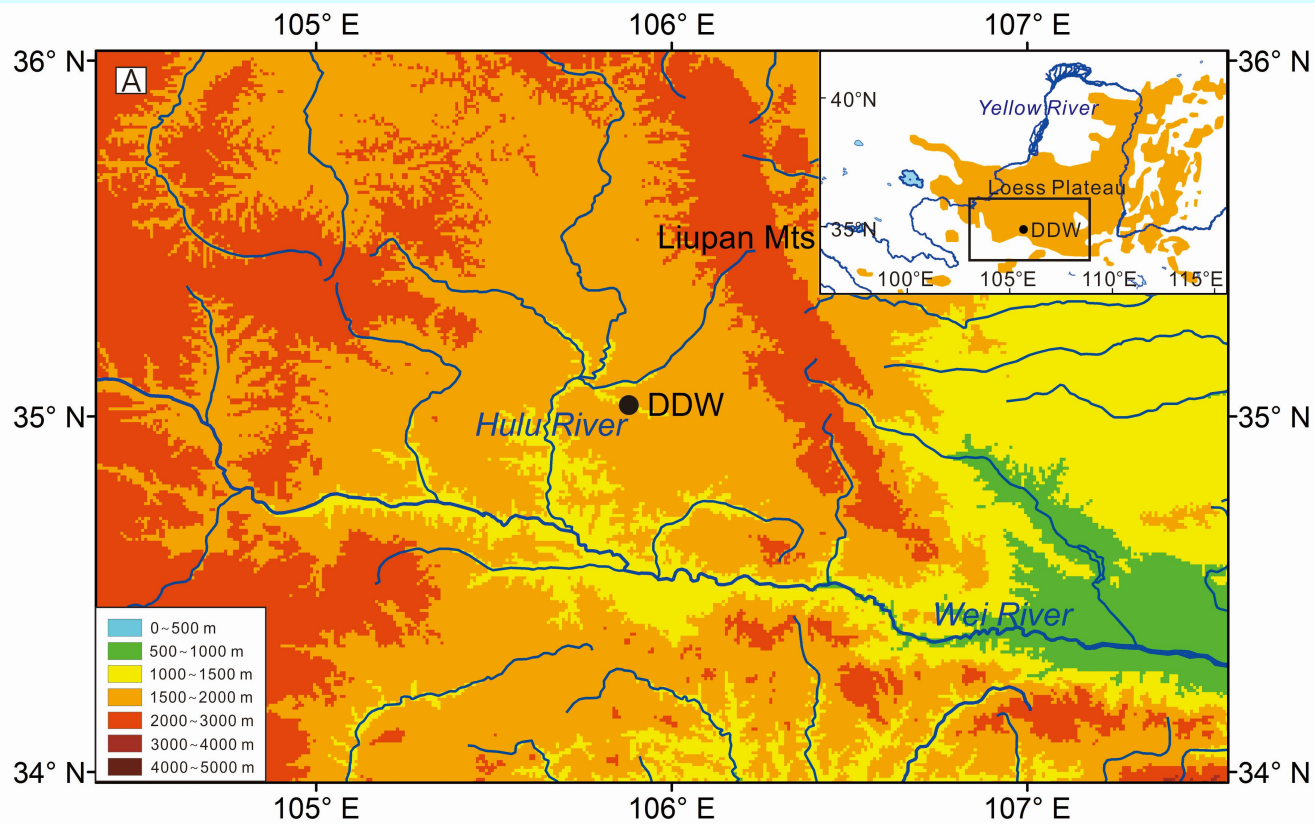 105° E 106° E 107° E
36° N
36° N
A
40°N
Yellow River
Loess Plateau
35°N
DDW
100°E 105°E 110°E 115°E
Liupan Mts
35° N
35° N
DDW
Hulu River
Wei River
0~500 m
500~1000 m
1000~1500 m
1500~2000 m
2000~3000 m
3000~4000 m
4000~5000 m
34° N
34° N
105° E 106° E 107° E